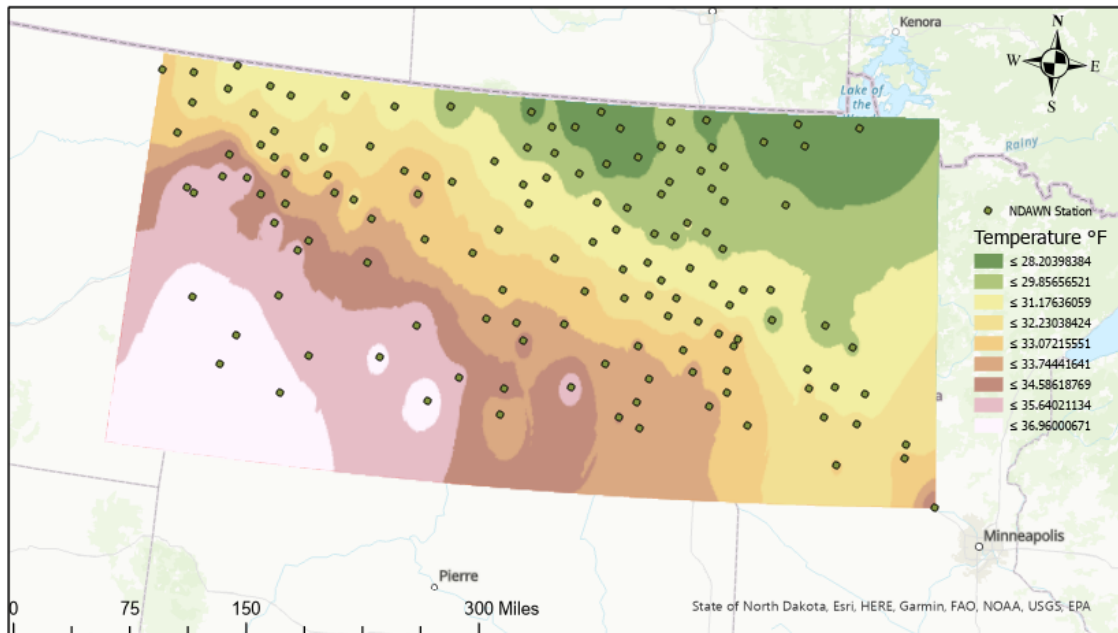 Kenora
N
W
E
S
Lake of
the
Rainy
NDAWN Station
Temperature °F
≤ 28.20398384
≤ 29.85656521
≤ 31.17636059
≤ 32.23038424
≤ 33.07215551
≤ 33.74441641
≤ 34.58618769
≤ 35.64021134
≤ 36.96000671
a
Minneapolis
Pierre
0 75 150 300 Miles
State of North Dakota, Esri, HERE, Garmin, FAO, NOAA, USGS, EPA